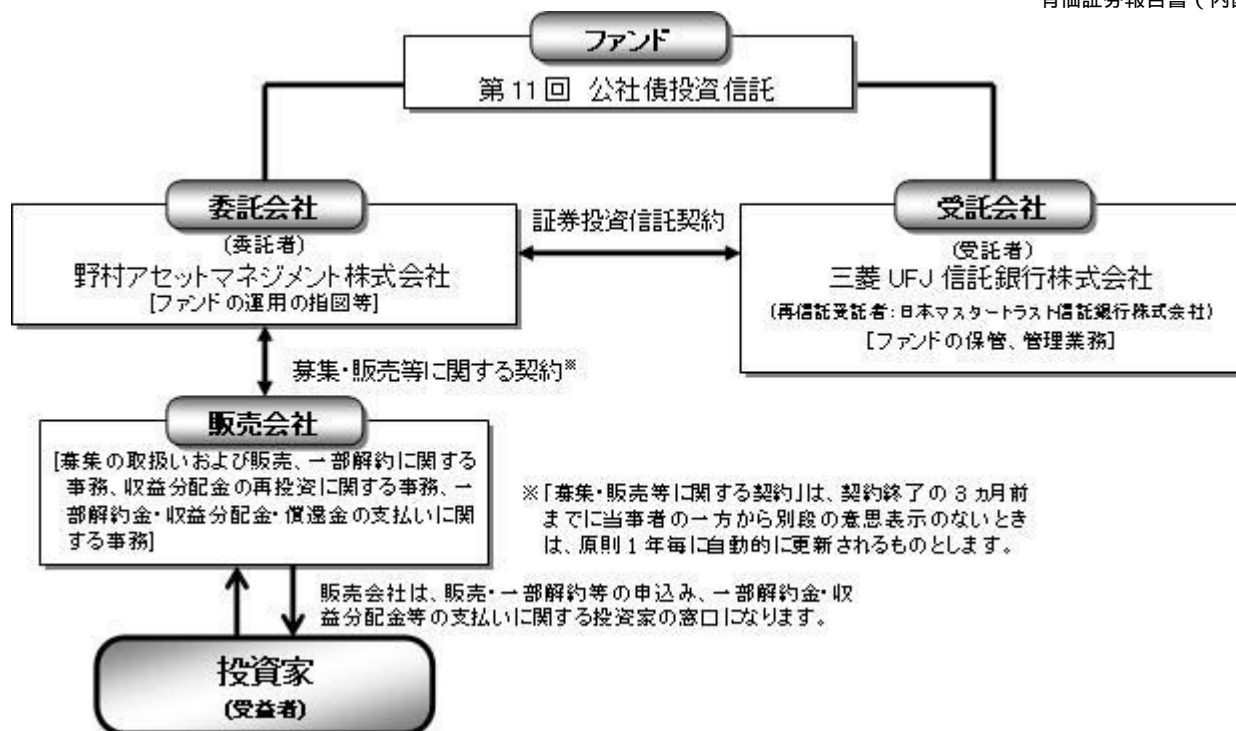 有価証券報告書（内
ファンド
第11回 公社債投資信託
委託会社
(委託者)
野村アセットマネジメント株式会社
[ファンドの運用の指図等]
証券投資信託契約
受託会社
(受託者)
三菱UFJ信託銀行株式会社
(再信託受託者:日本マスタートラスト信託銀行株式会社)
[ファンドの保管、管理業務]
募集・販売等に関する契約※
販売会社
[募集の取扱いおよび販売、一部解約に関する
事務、収益分配金の再投資に関する事務、一
部解約金・収益分配金・償還金の支払いに関
する事務]
※「募集・販売等に関する契約」は、契約終了の3ヵ月前
までに当事者の一方から別段の意思表示のないとき
は、原則1年毎に自動的に更新されるものとします。
販売会社は、販売・一部解約等の申込み、一部解約金・収
益分配金等の支払いに関する投資家の窓口になります。
投資家
(受益者)